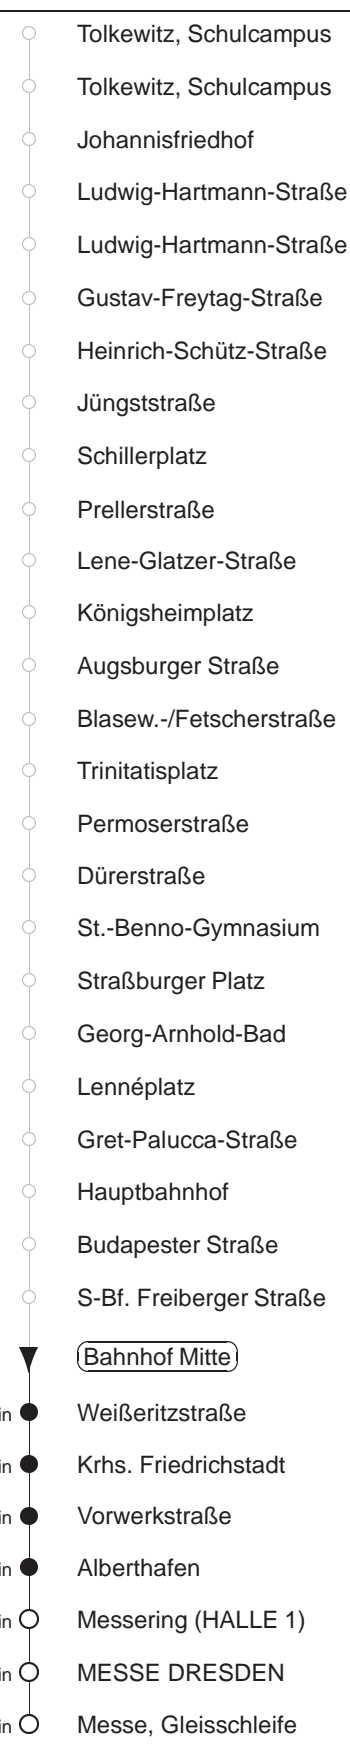 Tolkewitz, Schulcampus
Tolkewitz, Schulcampus
Johannisfriedhof
Ludwig-Hartmann-Straße
Ludwig-Hartmann-Straße
Gustav-Freytag-Straße
Heinrich-Schütz-Straße
Jüngststraße
Schillerplatz
Prellerstraße
Lene-Glatzer-Straße
Königsheimplatz
Augsburger Straße
Blasew.-/Fetscherstraße
Trinitatisplatz
Permoserstraße
Dürerstraße
St.-Benno-Gymnasium
Straßburger Platz
Georg-Arnhold-Bad
Lennéplatz
Gret-Palucca-Straße
Hauptbahnhof
Budapester Straße
S-Bf. Freiberger Straße
Bahnhof Mitte
Weißeritzstraße
Krhs. Friedrichstadt
Vorwerkstraße
Alberthafen
Messering (HALLE 1)
MESSE DRESDEN
Messe, Gleisschleife